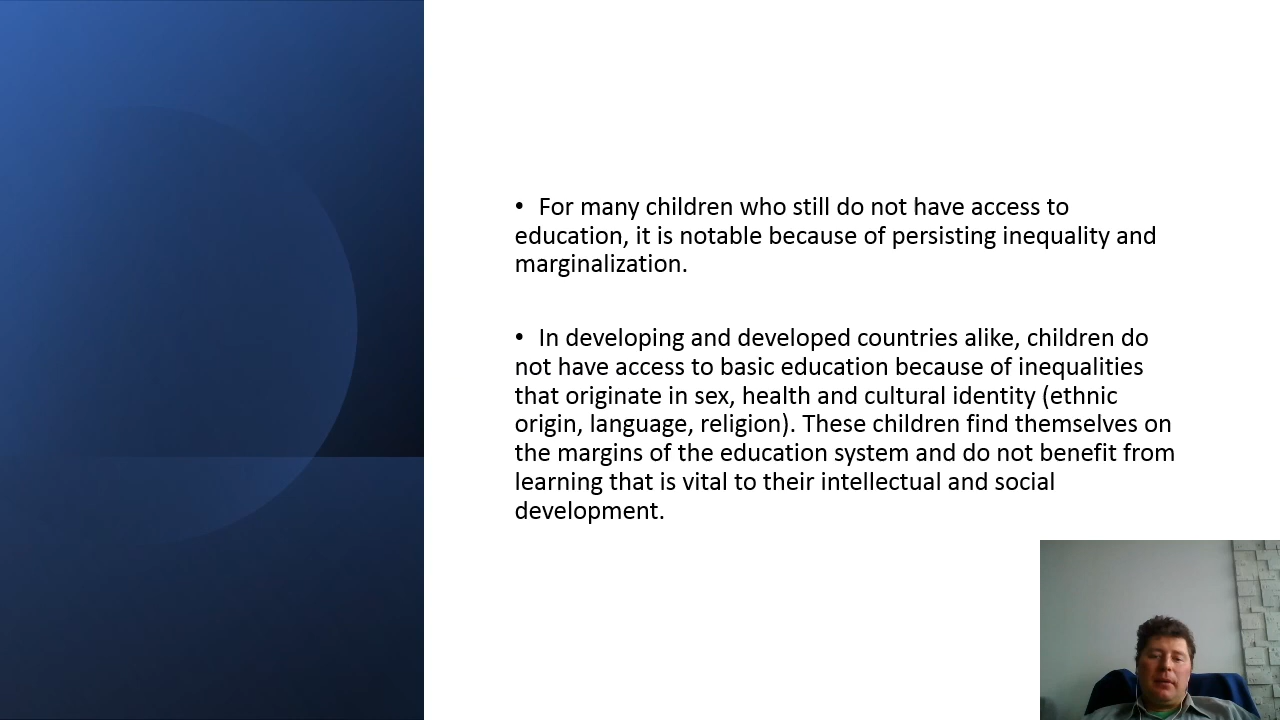 • For many children who still do not have access to
education, it is notable because of persisting inequality and
marginalization.
• In developing and developed countries alike, children do
not have access to basic education because of inequalities
that originate in sex, health and cultural identity (ethnic
origin, language, religion). These children find themselves on
the margins of the education system and do not benefit from
learning that is vital to their intellectual and social
development.